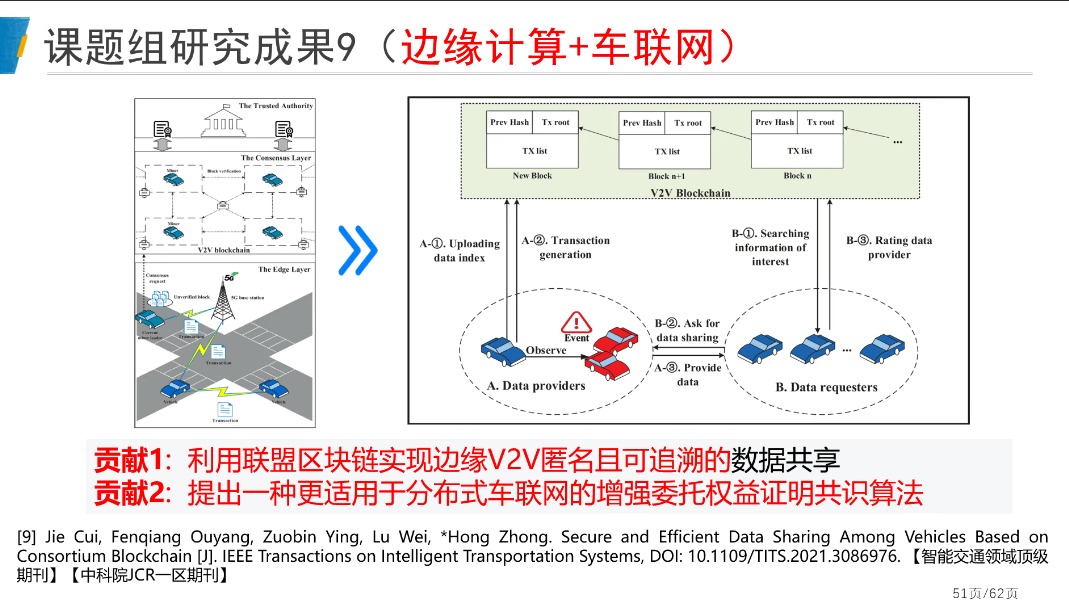 课题组研究成果9（边缘计算+车联网）
The Trusted Authority
The Consensus Layer
Miner
Block verification
Miner
V2V blockchain
The Edge Layer
Consensus
request
5G
Unverified block
5G base station
Current
Transaction
Transaction
Vehicle
Vehicle
Transaction
Prev Hash
Tx root
TX list
New Block
Prev Hash
Tx root
TX list
Block n+1
Prev Hash
Tx root
TX list
Block n
...
V2V Blockchain
A-①. Uploading
data index
A-②. Transaction
generation
B-①. Searching
information of
interest
B-③. Rating data
provider
Event
Observe
A. Data providers
B-②. Ask for
data sharing
A-③. Provide
data
...
B. Data requesters
贡献1：利用联盟区块链实现边缘V2V匿名且可追溯的数据共享
贡献2：提出一种更适用于分布式车联网的增强委托权益证明共识算法
[9] Jie Cui, Fenqiang Ouyang, Zuobin Ying, Lu Wei, *Hong Zhong. Secure and Efficient Data Sharing Among Vehicles Based on
Consortium Blockchain [J]. IEEE Transactions on Intelligent Transportation Systems, DOI: 10.1109/TITS.2021.3086976. 【智能交通领域顶级
期刊】【中科院JCR一区期刊】
51页/62页